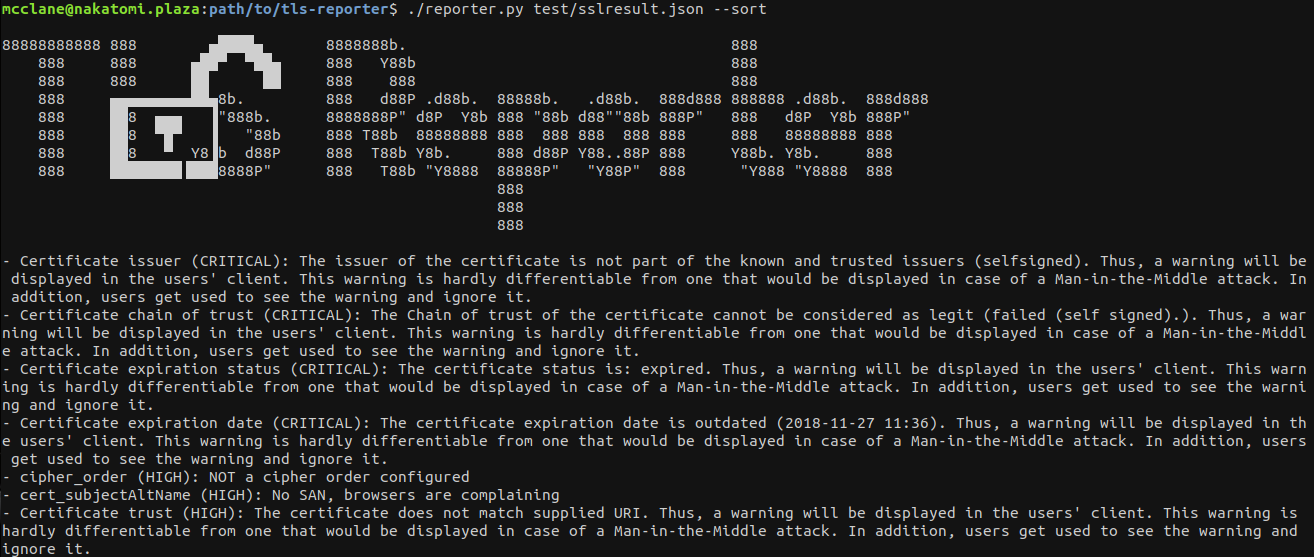 mcclane@nakatomi.plaza:path/to/tls-reporter$ ./reporter.py test/sslresult.json --sort
88888888888 888                        8888888b.                                    888
    888     888                        888   Y88b                                   888
    888     888                        888    888                                   888
    888                     8b.         888   d88P .d88b.  88888b.   .d88b.  888d888 888888 .d88b.  888d888
    888       8         "888b.      8888888P" d8P  Y8b 888 "88b d88""88b 888P"   888   d8P  Y8b 888P"
    888       8            "88b     888 T88b  88888888 888  888 888  888 888     888   88888888 888
    888       8      Y8 b  d88P     888  T88b Y8b.     888 d88P Y88..88P 888     Y88b. Y8b.     888
    888                     8888P"      888   T88b "Y8888  88888P"   "Y88P"  888      "Y888 "Y8888  888
                                                       888
                                                       888
                                                       888
- Certificate issuer (CRITICAL): The issuer of the certificate is not part of the known and trusted issuers (selfsigned). Thus, a warning will be
 displayed in the users' client. This warning is hardly differentiable from one that would be displayed in case of a Man-in-the-Middle attack. In
 addition, users get used to see the warning and ignore it.
- Certificate chain of trust (CRITICAL): The Chain of trust of the certificate cannot be considered as legit (failed (self signed).). Thus, a war
ning will be displayed in the users' client. This warning is hardly differentiable from one that would be displayed in case of a Man-in-the-Middl
e attack. In addition, users get used to see the warning and ignore it.
- Certificate expiration status (CRITICAL): The certificate status is: expired. Thus, a warning will be displayed in the users' client. This warn
ing is hardly differentiable from one that would be displayed in case of a Man-in-the-Middle attack. In addition, users get used to see the warni
ng and ignore it.
- Certificate expiration date (CRITICAL): The certificate expiration date is outdated (2018-11-27 11:36). Thus, a warning will be displayed in th
e users' client. This warning is hardly differentiable from one that would be displayed in case of a Man-in-the-Middle attack. In addition, users
 get used to see the warning and ignore it.
- cipher_order (HIGH): NOT a cipher order configured
- cert_subjectAltName (HIGH): No SAN, browsers are complaining
- Certificate trust (HIGH): The certificate does not match supplied URI. Thus, a warning will be displayed in the users' client. This warning is
hardly differentiable from one that would be displayed in case of a Man-in-the-Middle attack. In addition, users get used to see the warning and
ignore it.